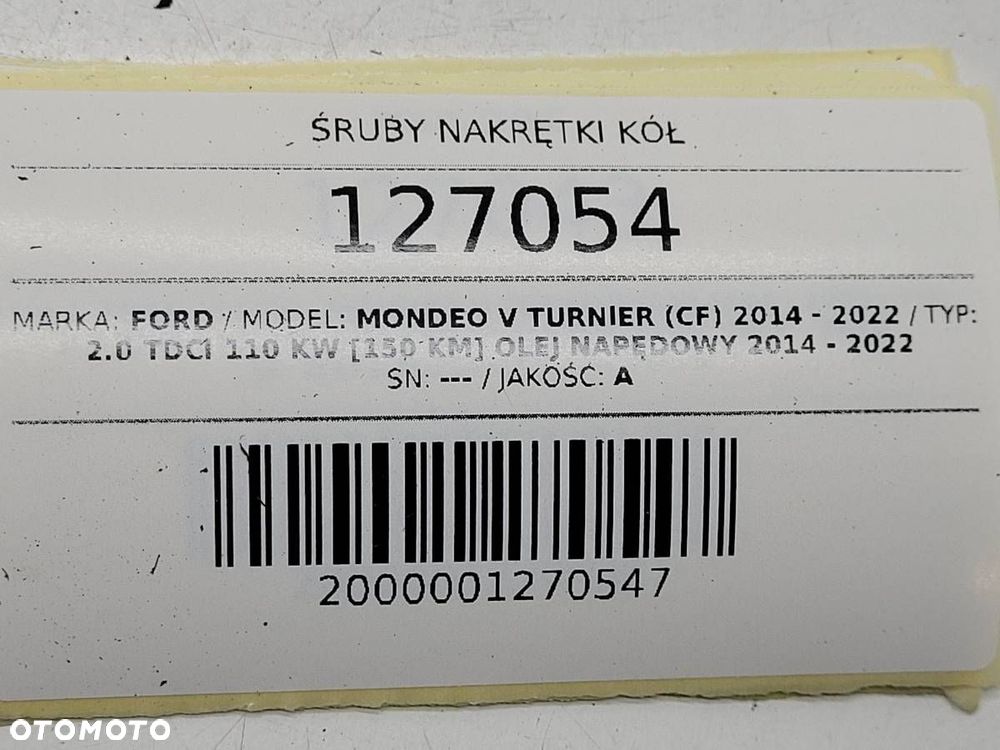 ŚRUBY NAKRĘTKI KÓŁ
127054
MARKA: FORD / MODEL: MONDEO V TURNIER (CF) 2014 - 2022 / TYP:
2.0 TDCI 110 KW [150 KM] OLEJ NAPĘDOWY 2014 - 2022
SN: --- / JAKOŚĆ: A
2000001270547
OTOMOTO